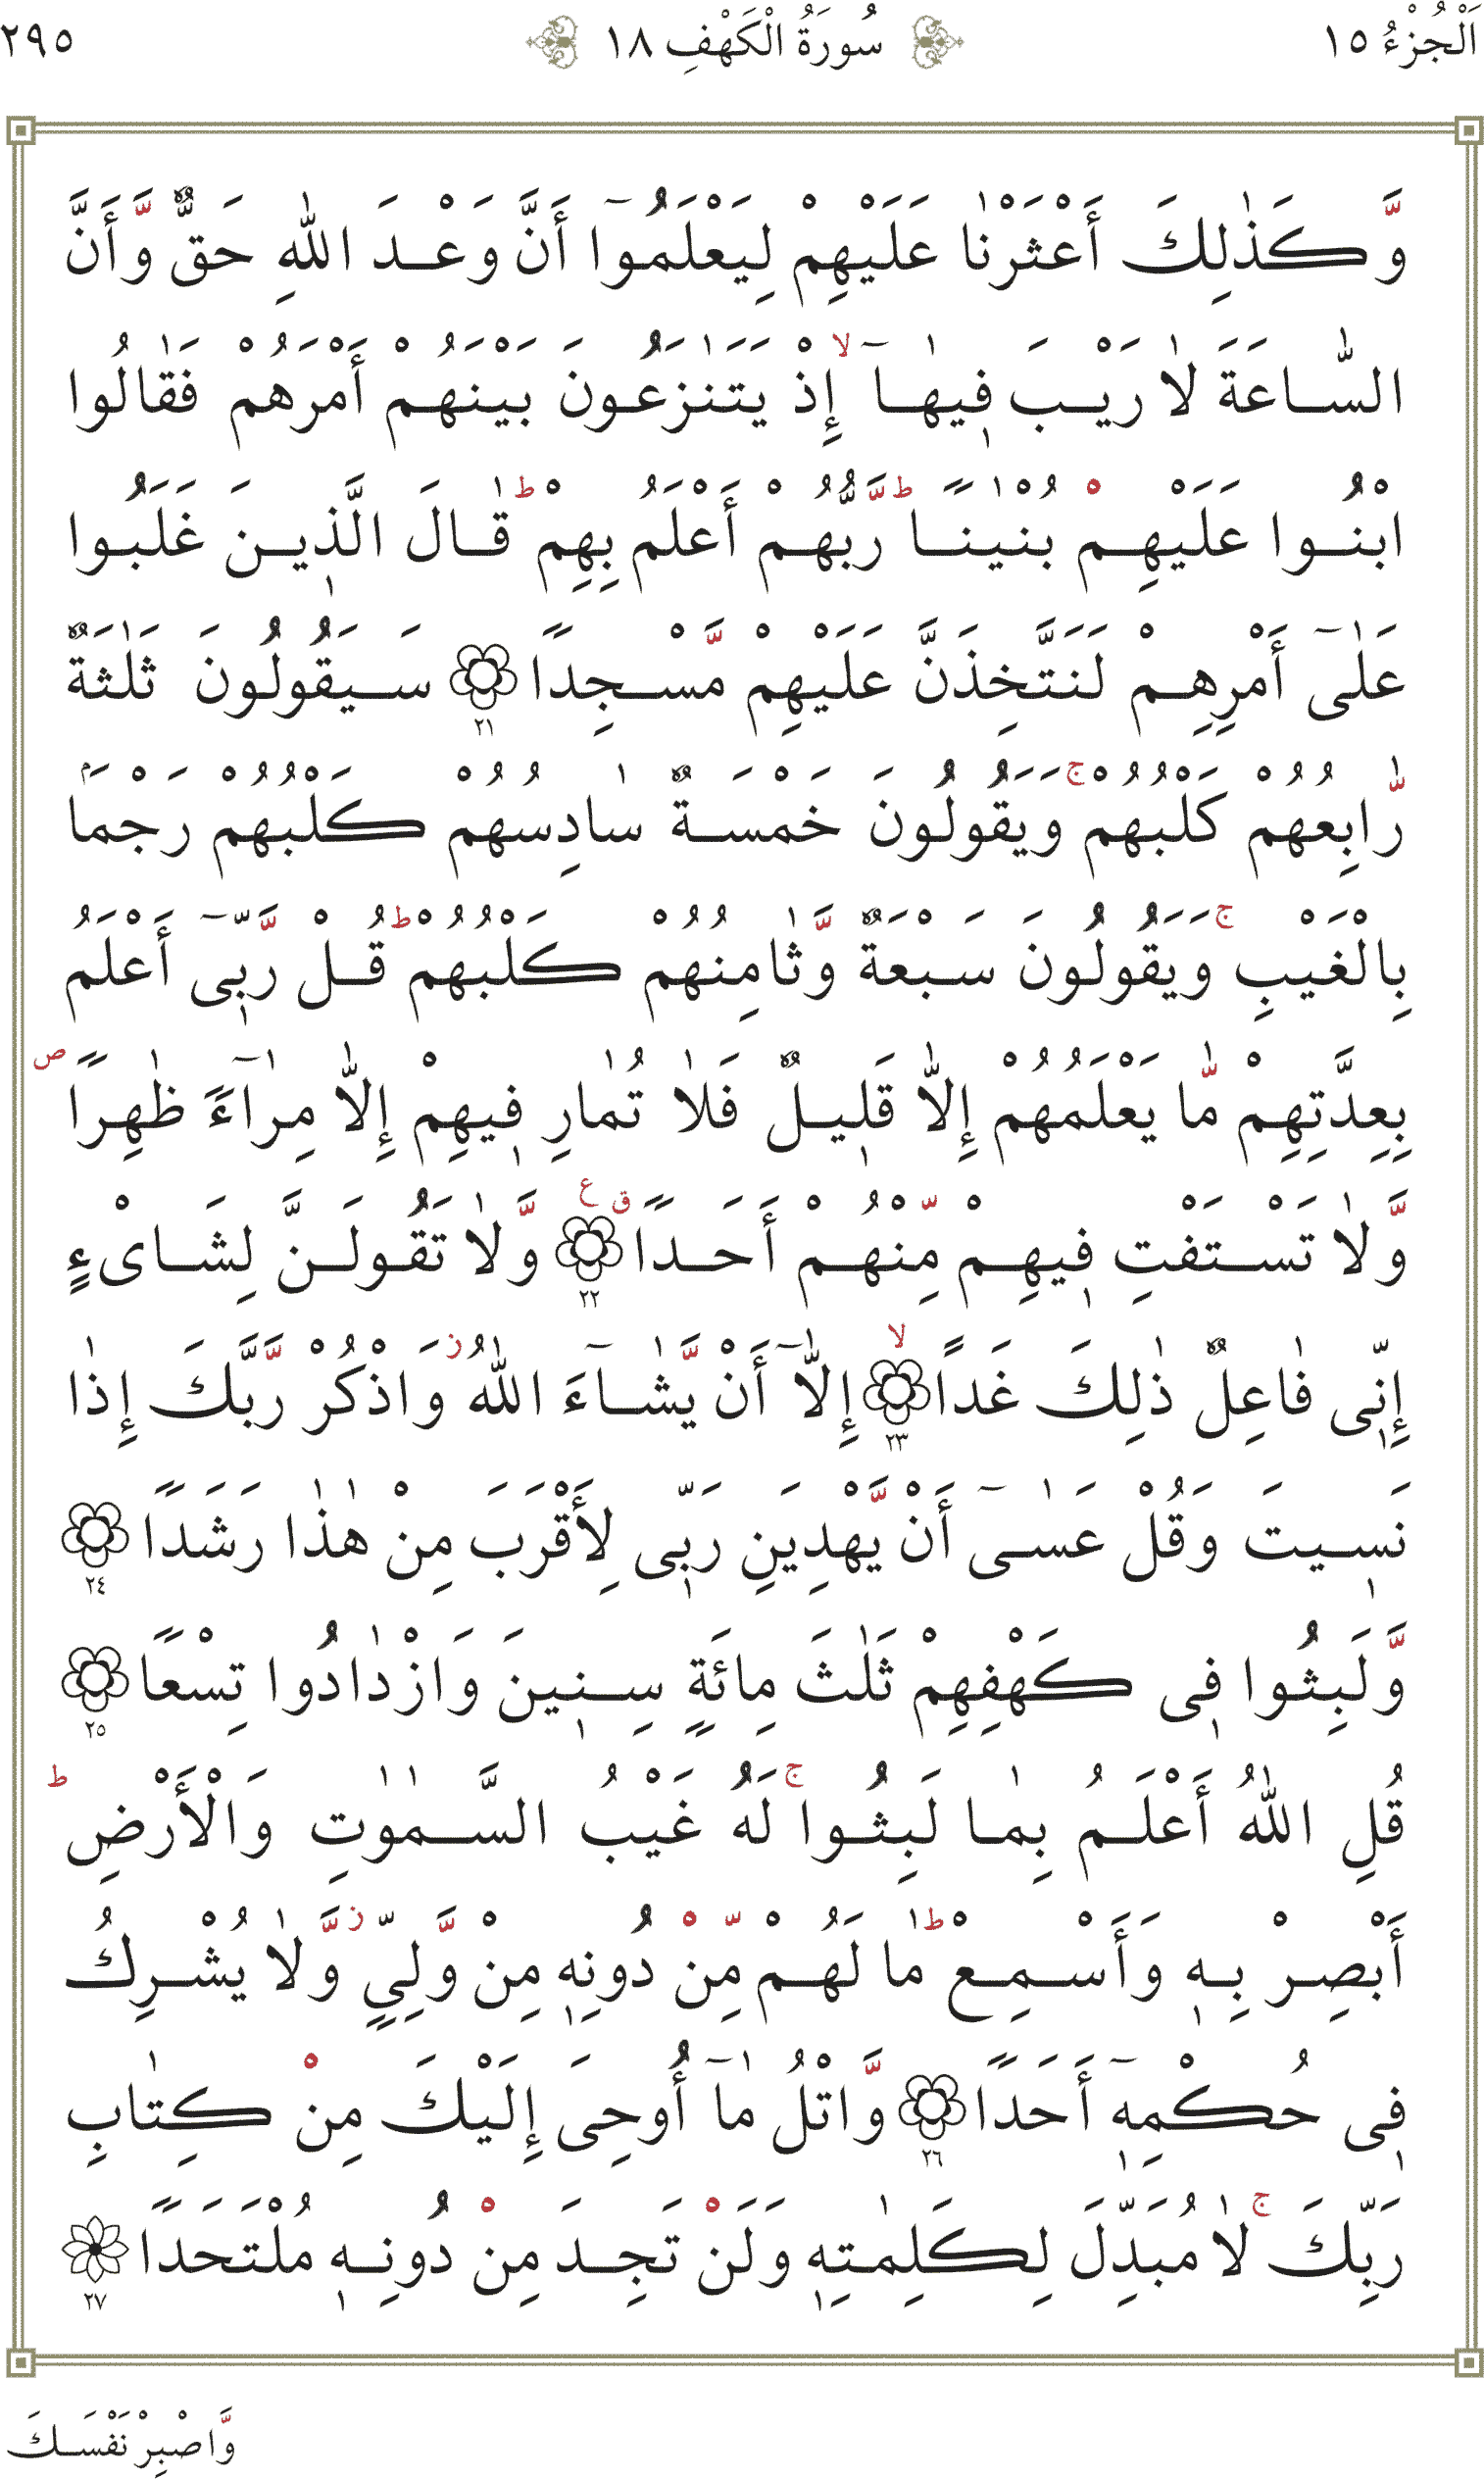 اَلْجُزْءُ ١٥ سُورَةُ الْكَهْفِ ١٨ ٢٩٥
وَّكَذٰلِكَ أَعْثَرْنٰا عَلَيْهِمْ لِيَعْلَمُوٓا أَنَّ وَعْدَ اللّٰهِ حَقٌّ وَّأَنَّ
السّٰاعَةَ لٰا رَيْبَ فٖيهٰآ ۙ إِذْ يَتَنٰزَعُونَ بَيْنَهُمْ أَمْرَهُمْ فَقٰالُوا
ابْنُوا عَلَيْهِمْ بُنْيٰنًا ۖ رَّبُّهُمْ أَعْلَمُ بِهِمْ ۖ قٰالَ الَّذٖينَ غَلَبُوا
عَلٰٓى أَمْرِهِمْ لَنَتَّخِذَنَّ عَلَيْهِمْ مَّسْجِدًا ٢١ سَيَقُولُونَ ثَلٰثَةٌ
رّٰابِعُهُمْ كَلْبُهُمْ ۚ وَيَقُولُونَ خَمْسَةٌ سٰادِسُهُمْ كَلْبُهُمْ رَجْمًۢا
بِالْغَيْبِ ۚ وَيَقُولُونَ سَبْعَةٌ وَّثٰامِنُهُمْ كَلْبُهُمْ ۖ قُلْ رَّبّٖٓى أَعْلَمُ
بِعِدَّتِهِمْ مّٰا يَعْلَمُهُمْ إِلّٰا قَلٖيلٌ فَلٰا تُمٰارِ فٖيهِمْ إِلّٰا مِرٰٓاءً ظٰهِرًا ص
وَّلٰا تَسْتَفْتِ فٖيهِمْ مِّنْهُمْ أَحَدًا ق ع ٢٢ وَّلٰا تَقُولَنَّ لِشَاىْءٍ
إِنّٖى فٰاعِلٌ ذٰلِكَ غَدًا ۙ ٢٣ إِلّٰآ أَنْ يَّشٰآءَ اللّٰهُ ز وَاذْكُرْ رَّبَّكَ إِذٰا
نَسٖيتَ وَقُلْ عَسٰٓى أَنْ يَّهْدِيَنِ رَبّٖى لِأَقْرَبَ مِنْ هٰذٰا رَشَدًا ٢٤
وَّلَبِثُوا فٖى كَهْفِهِمْ ثَلٰثَ مِائَةٍ سِنٖينَ وَازْدٰادُوا تِسْعًا ٢٥
قُلِ اللّٰهُ أَعْلَمُ بِمٰا لَبِثُوا ۚ لَهُ غَيْبُ السَّمٰوٰتِ وَالْأَرْضِ ط
أَبْصِرْ بِهٖ وَأَسْمِعْ ط مٰا لَهُمْ مِّنْ دُونِهٖ مِنْ وَّلِيٍّ ز وَّلٰا يُشْرِكُ
فٖى حُكْمِهٖٓ أَحَدًا ٢٦ وَّاتْلُ مٰآ أُوحِىَ إِلَيْكَ مِنْ كِتٰابِ
رَبِّكَ ۚ لٰا مُبَدِّلَ لِكَلِمٰتِهٖ وَلَنْ تَجِدَ مِنْ دُونِهٖ مُلْتَحَدًا ٢٧
وَّاصْبِرْ نَفْسَكَ